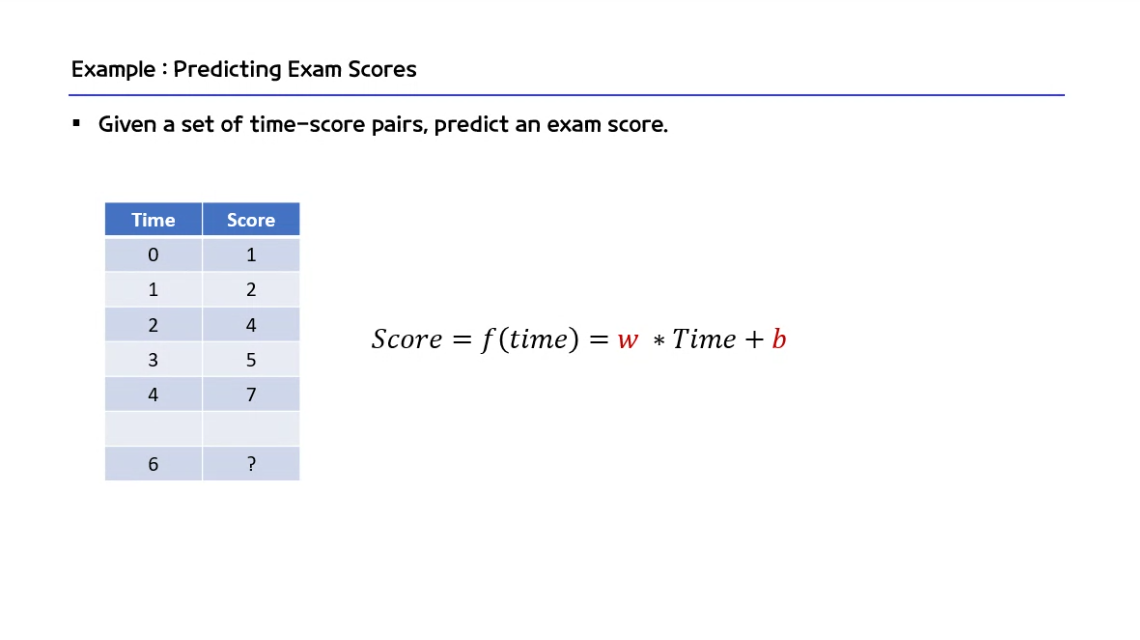 Example : Predicting Exam Scores
▪ Given a set of time-score pairs, predict an exam score.
Time Score
0 1
1 2
2 4
3 5
4 7
6 ?
Score = f(time) = w * Time + b